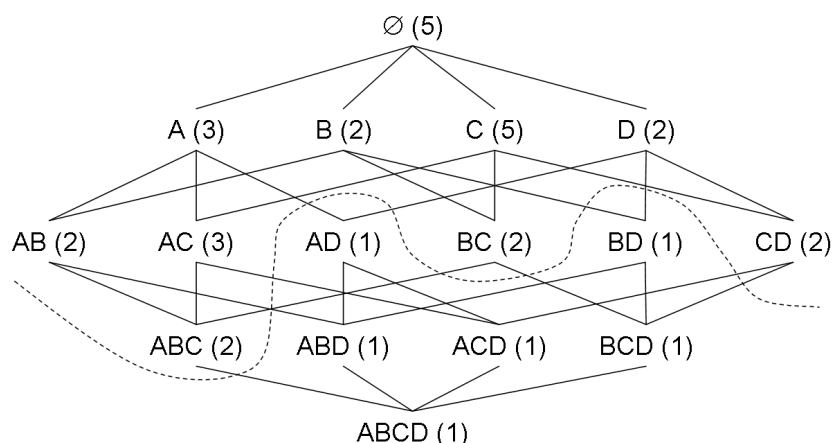 ∅ (5)
A (3) B (2) C (5) D (2)
AB (2) AC (3) AD (1) BC (2) BD (1) CD (2)
ABC (2) ABD (1) ACD (1) BCD (1)
ABCD (1)